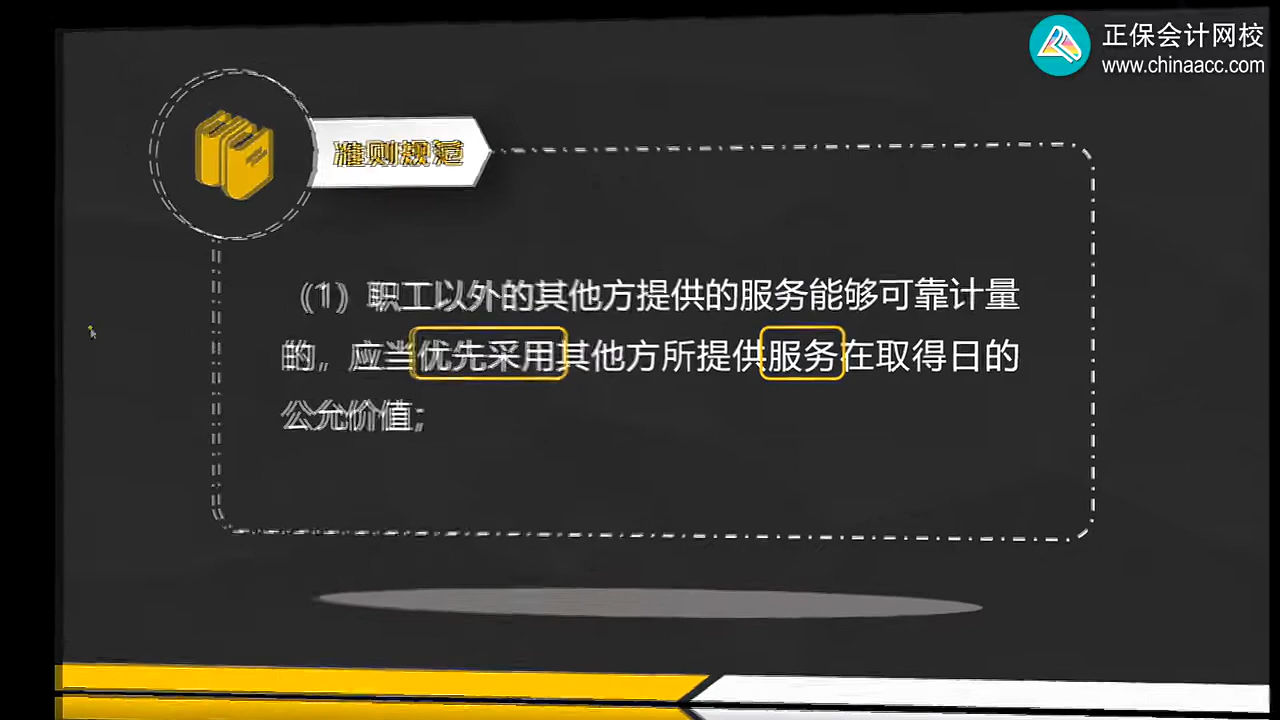 正保会计网校
www.chinaacc.com
准则规范
（1）职工以外的其他方提供的服务能够可靠计量
的，应当优先采用其他方所提供服务在取得日的
公允价值；